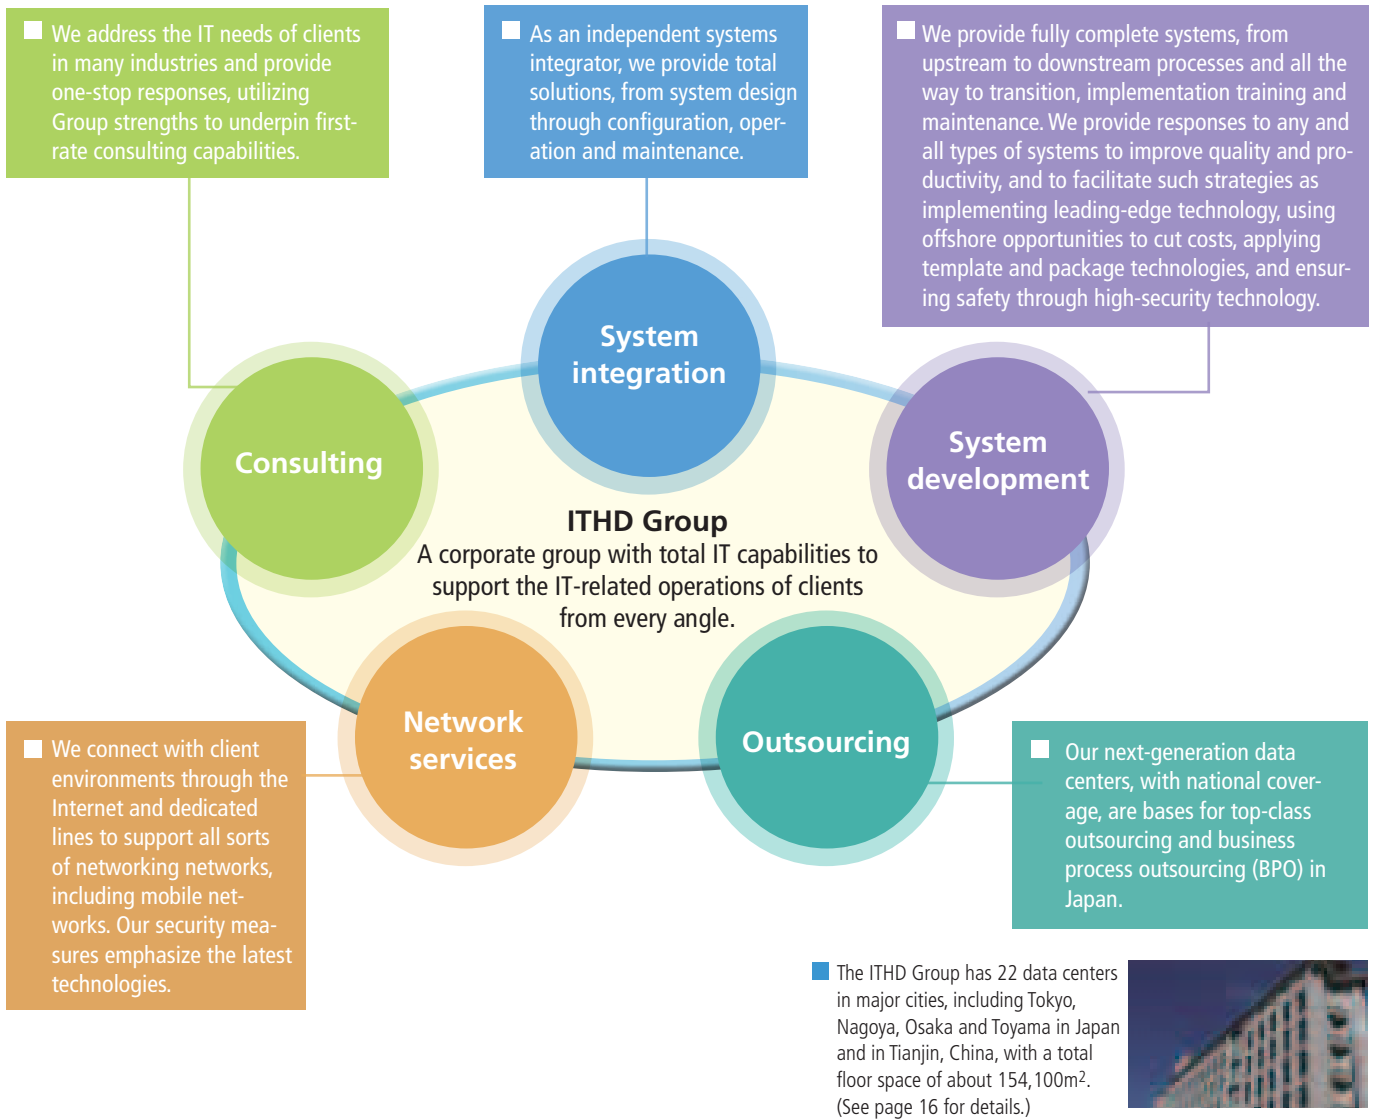 We address the IT needs of clients
in many industries and provide
one-stop responses, utilizing
Group strengths to underpin first-
rate consulting capabilities.
As an independent systems
integrator, we provide total
solutions, from system design
through configuration, oper-
ation and maintenance.
We provide fully complete systems, from
upstream to downstream processes and all the
way to transition, implementation training and
maintenance. We provide responses to any and
all types of systems to improve quality and pro-
ductivity, and to facilitate such strategies as
implementing leading-edge technology, using
offshore opportunities to cut costs, applying
template and package technologies, and ensur-
ing safety through high-security technology.
System
integration
Consulting
System
development
ITHD Group
A corporate group with total IT capabilities to
support the IT-related operations of clients
from every angle.
Network
services
Outsourcing
We connect with client
environments through the
Internet and dedicated
lines to support all sorts
of networking networks,
including mobile net-
works. Our security mea-
sures emphasize the latest
technologies.
Our next-generation data
centers, with national cover-
age, are bases for top-class
outsourcing and business
process outsourcing (BPO) in
Japan.
The ITHD Group has 22 data centers
in major cities, including Tokyo,
Nagoya, Osaka and Toyama in Japan
and in Tianjin, China, with a total
floor space of about 154,100m².
(See page 16 for details.)